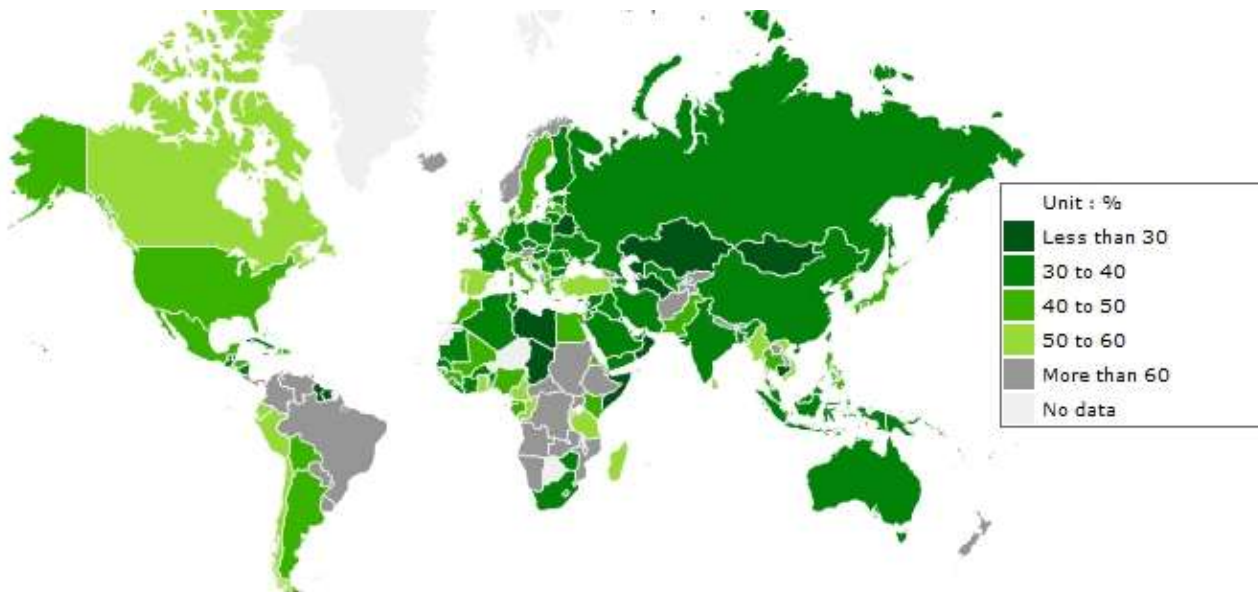 Unit : %
Less than 30
30 to 40
40 to 50
50 to 60
More than 60
No data